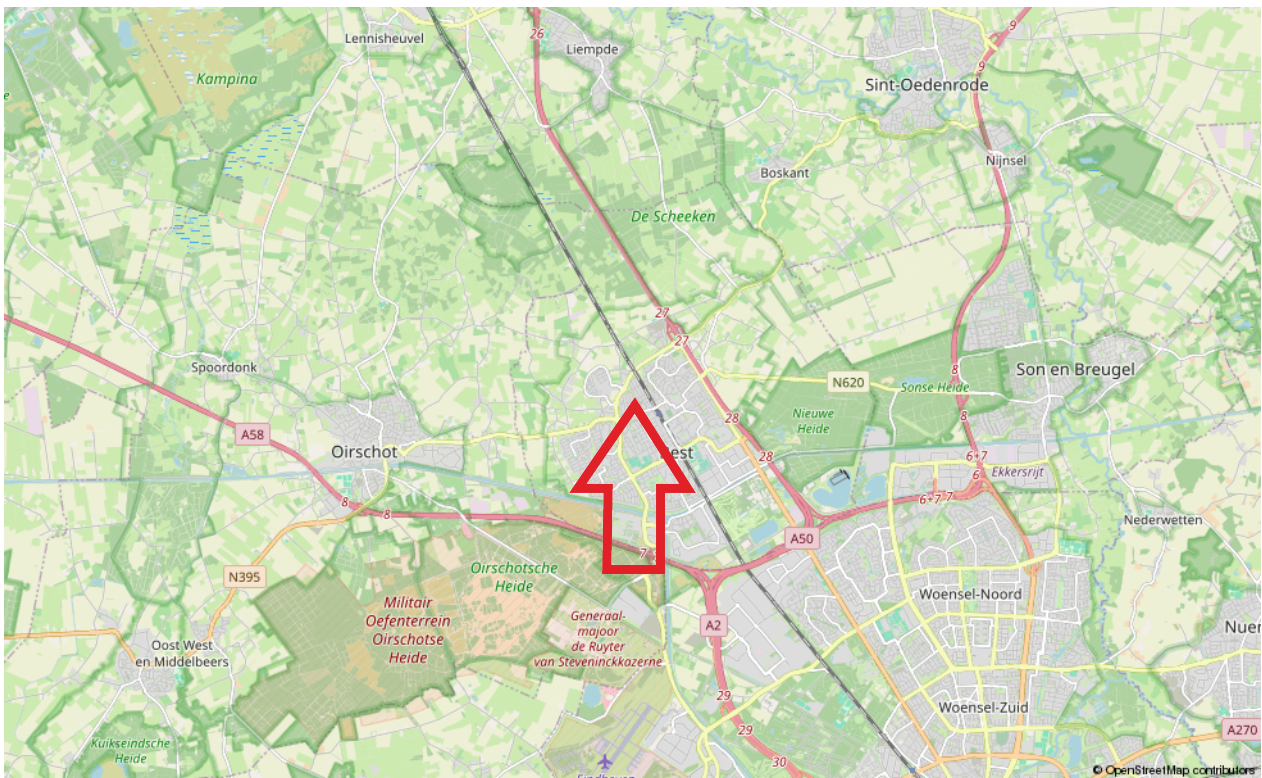 26
Lennisheuvel
Liempde
9
Kampina
9
Sint-Oedenrode
Nijnsel
Boskant
De Scheeken
27
27
Spoordonk
8
Son en Breugel
N620
Sonse Heide
Nieuwe
Heide
28
8
A58
Oirschot
est
28
6+7
Ekkersrijt
6
8
8
6+7
7
Nederwetten
A50
7
Oirschotsche
Heide
N395
Woensel-Noord
Militair
Oefenterrein
Oirschotse
Heide
Generaal-
majoor
de Ruyter
van Steveninckkazerne
A2
Nuer
Oost West
en Middelbeers
29
Woensel-Zuid
29
A270
Kuikseindsche
Heide
30
© OpenStreetMap contributors